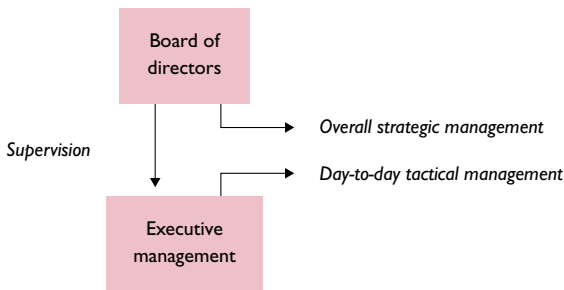 Board of
directors
Overall strategic management
Supervision
Day-to-day tactical management
Executive
management